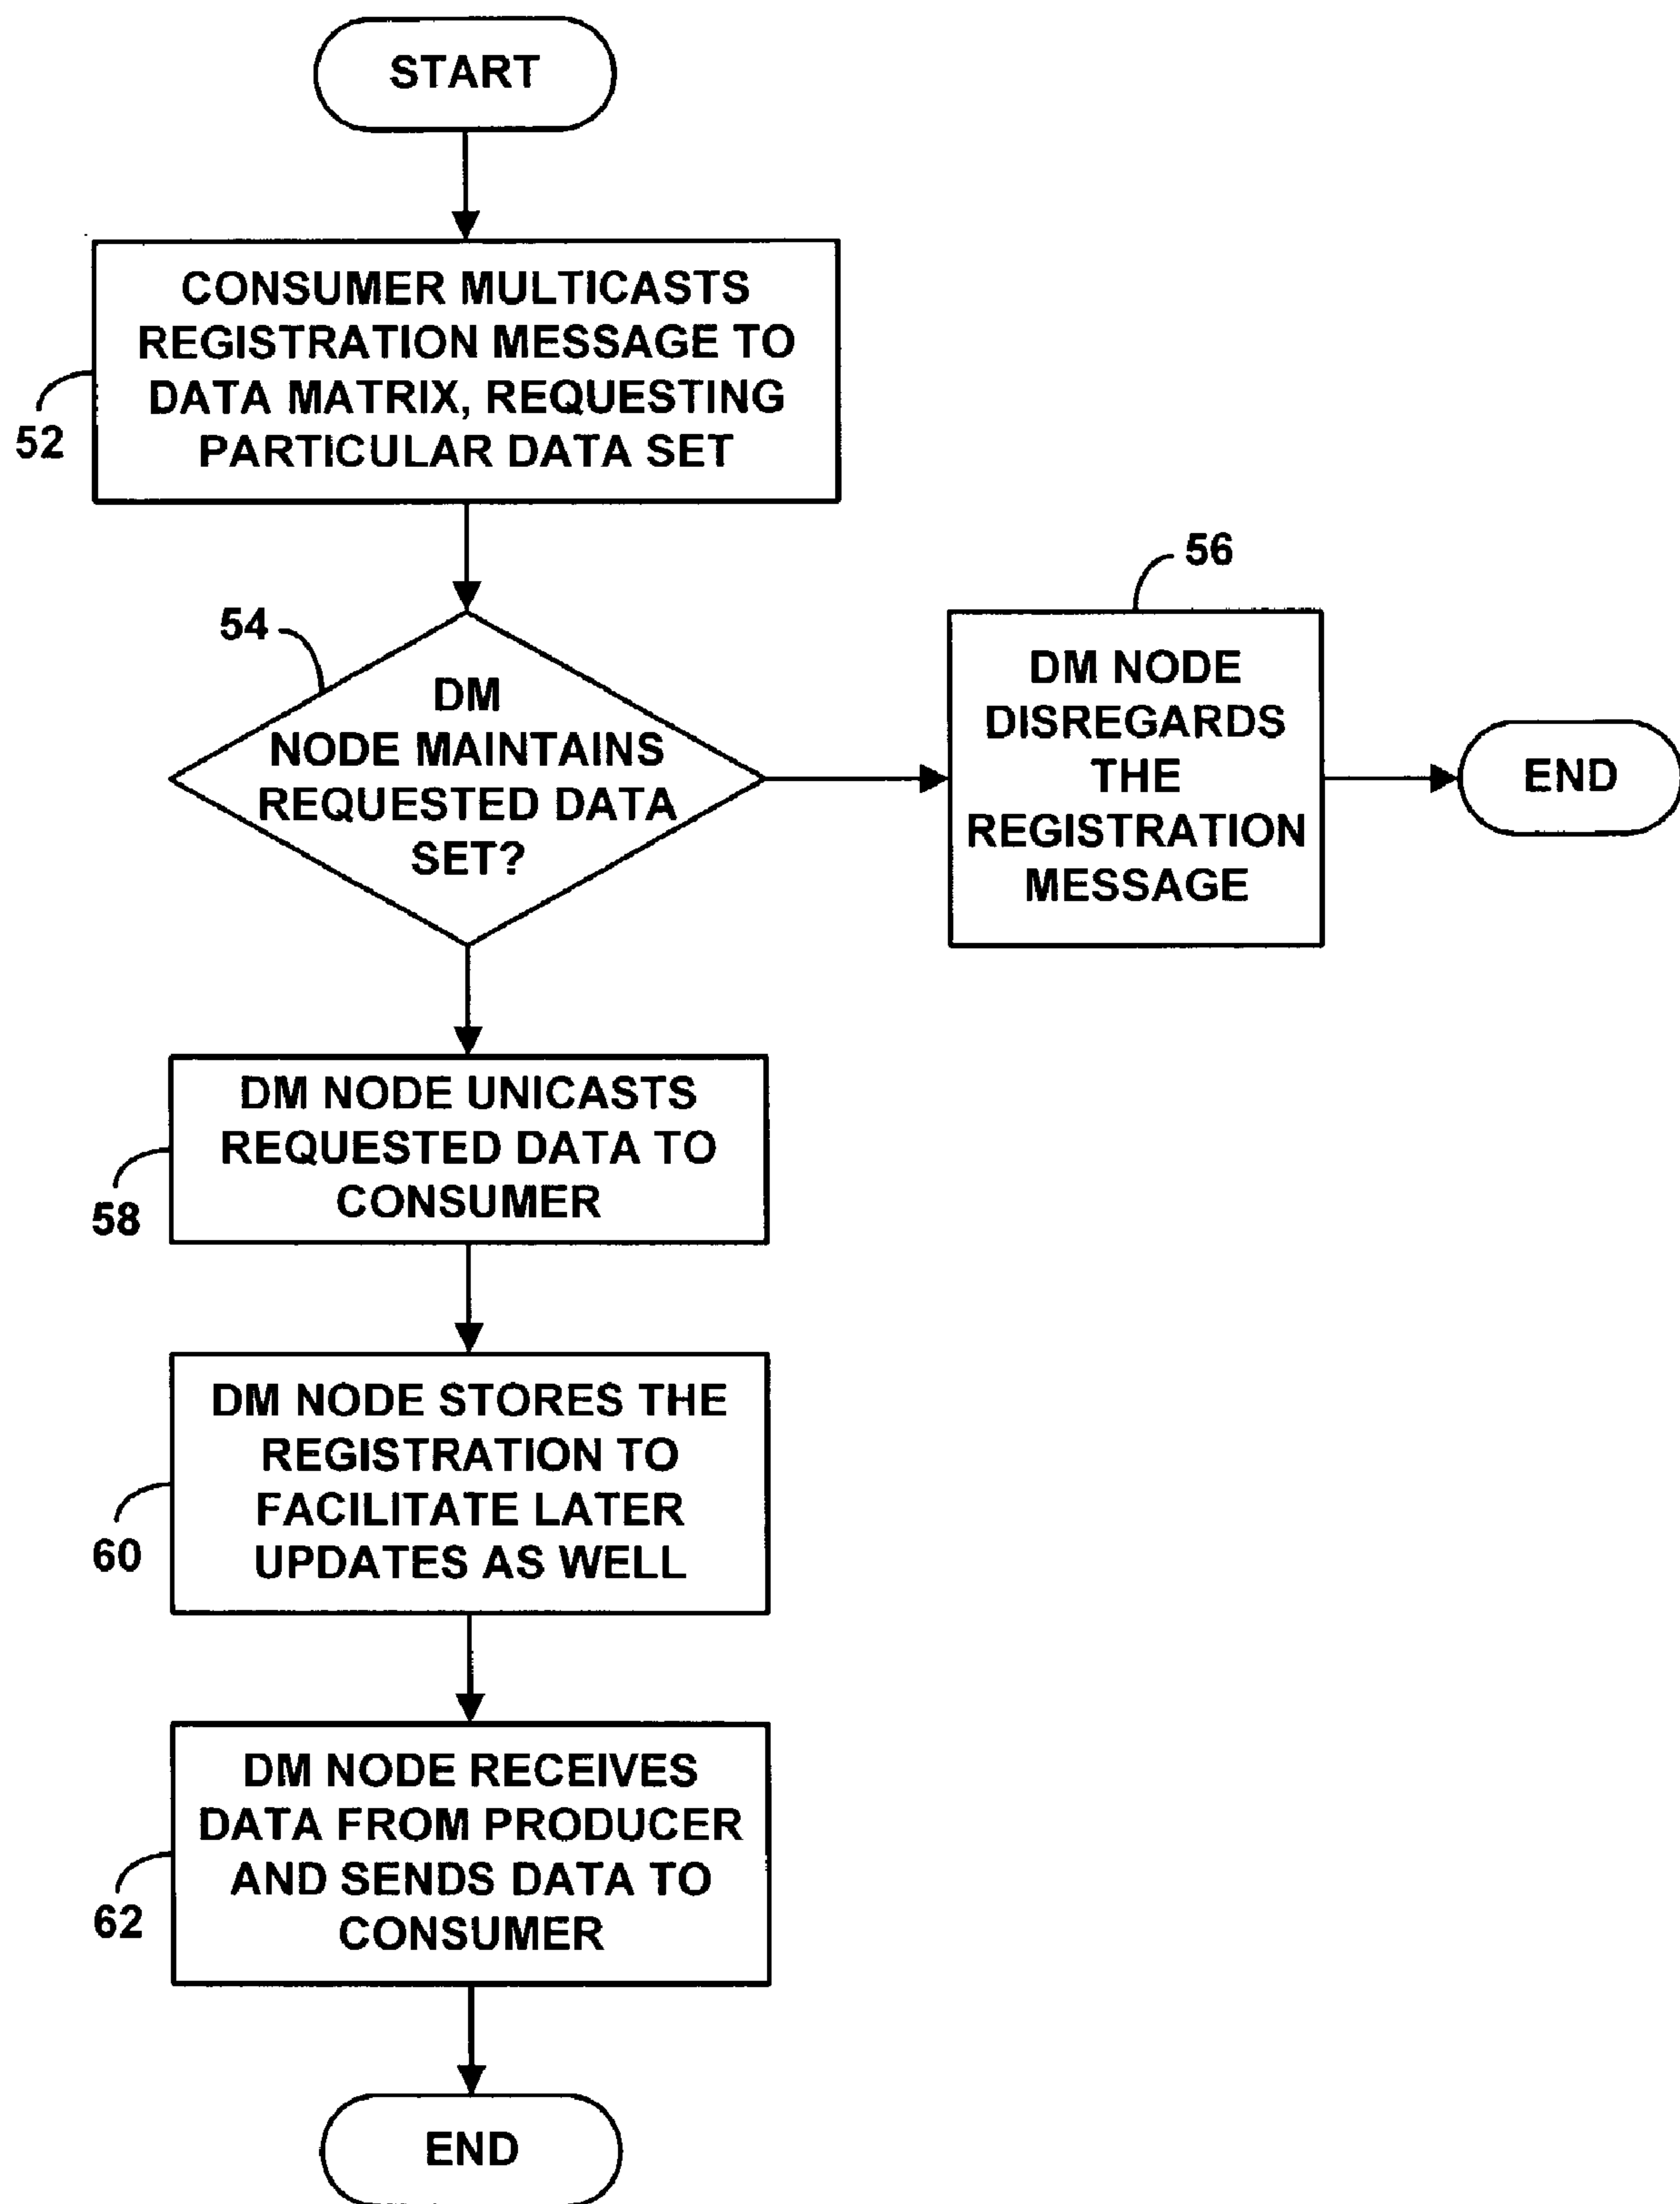 START
CONSUMER MULTICASTS
REGISTRATION MESSAGE TO
DATA MATRIX, REQUESTING
PARTICULAR DATA SET
52
54
DM
NODE MAINTAINS
REQUESTED DATA
SET?
56
DM NODE
DISREGARDS
THE
REGISTRATION
MESSAGE
END
DM NODE UNICASTS
REQUESTED DATA TO
CONSUMER
58
DM NODE STORES THE
REGISTRATION TO
FACILITATE LATER
UPDATES AS WELL
60
DM NODE RECEIVES
DATA FROM PRODUCER
AND SENDS DATA TO
CONSUMER
62
END